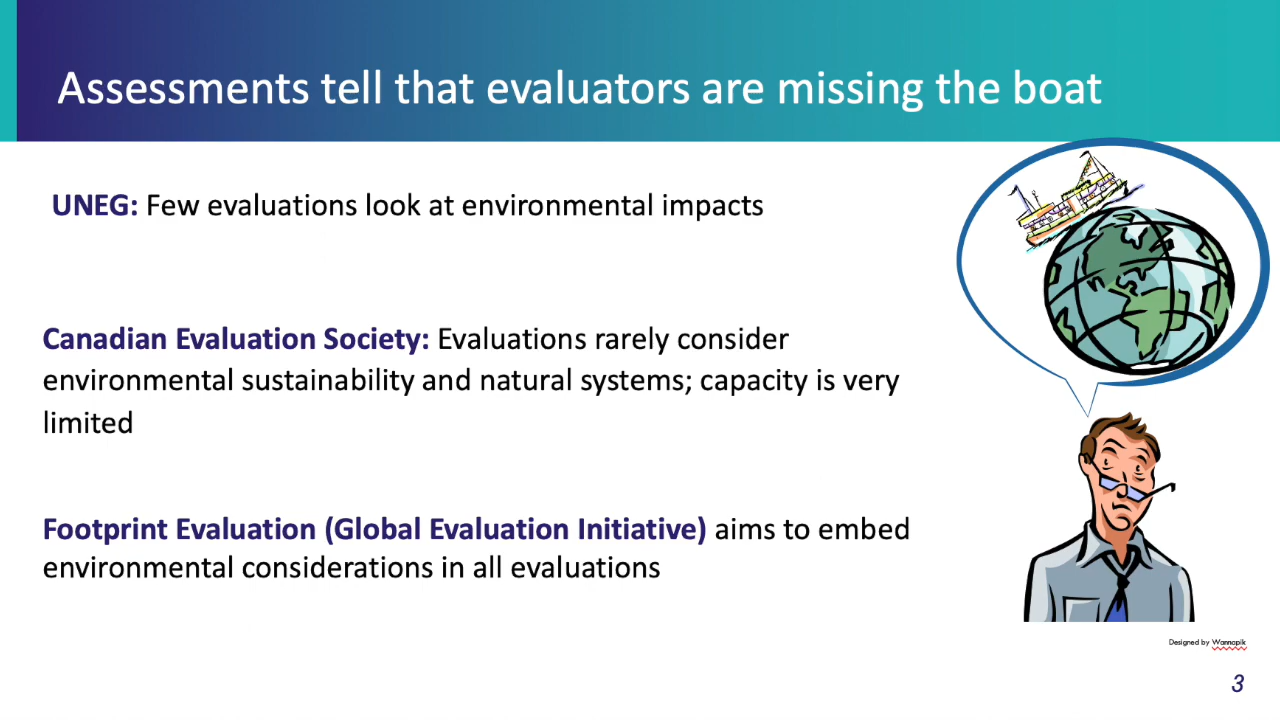 Assessments tell that evaluators are missing the boat
UNEG: Few evaluations look at environmental impacts
Canadian Evaluation Society: Evaluations rarely consider
environmental sustainability and natural systems; capacity is very
limited
Footprint Evaluation (Global Evaluation Initiative) aims to embed
environmental considerations in all evaluations
Designed by Wannapik
3